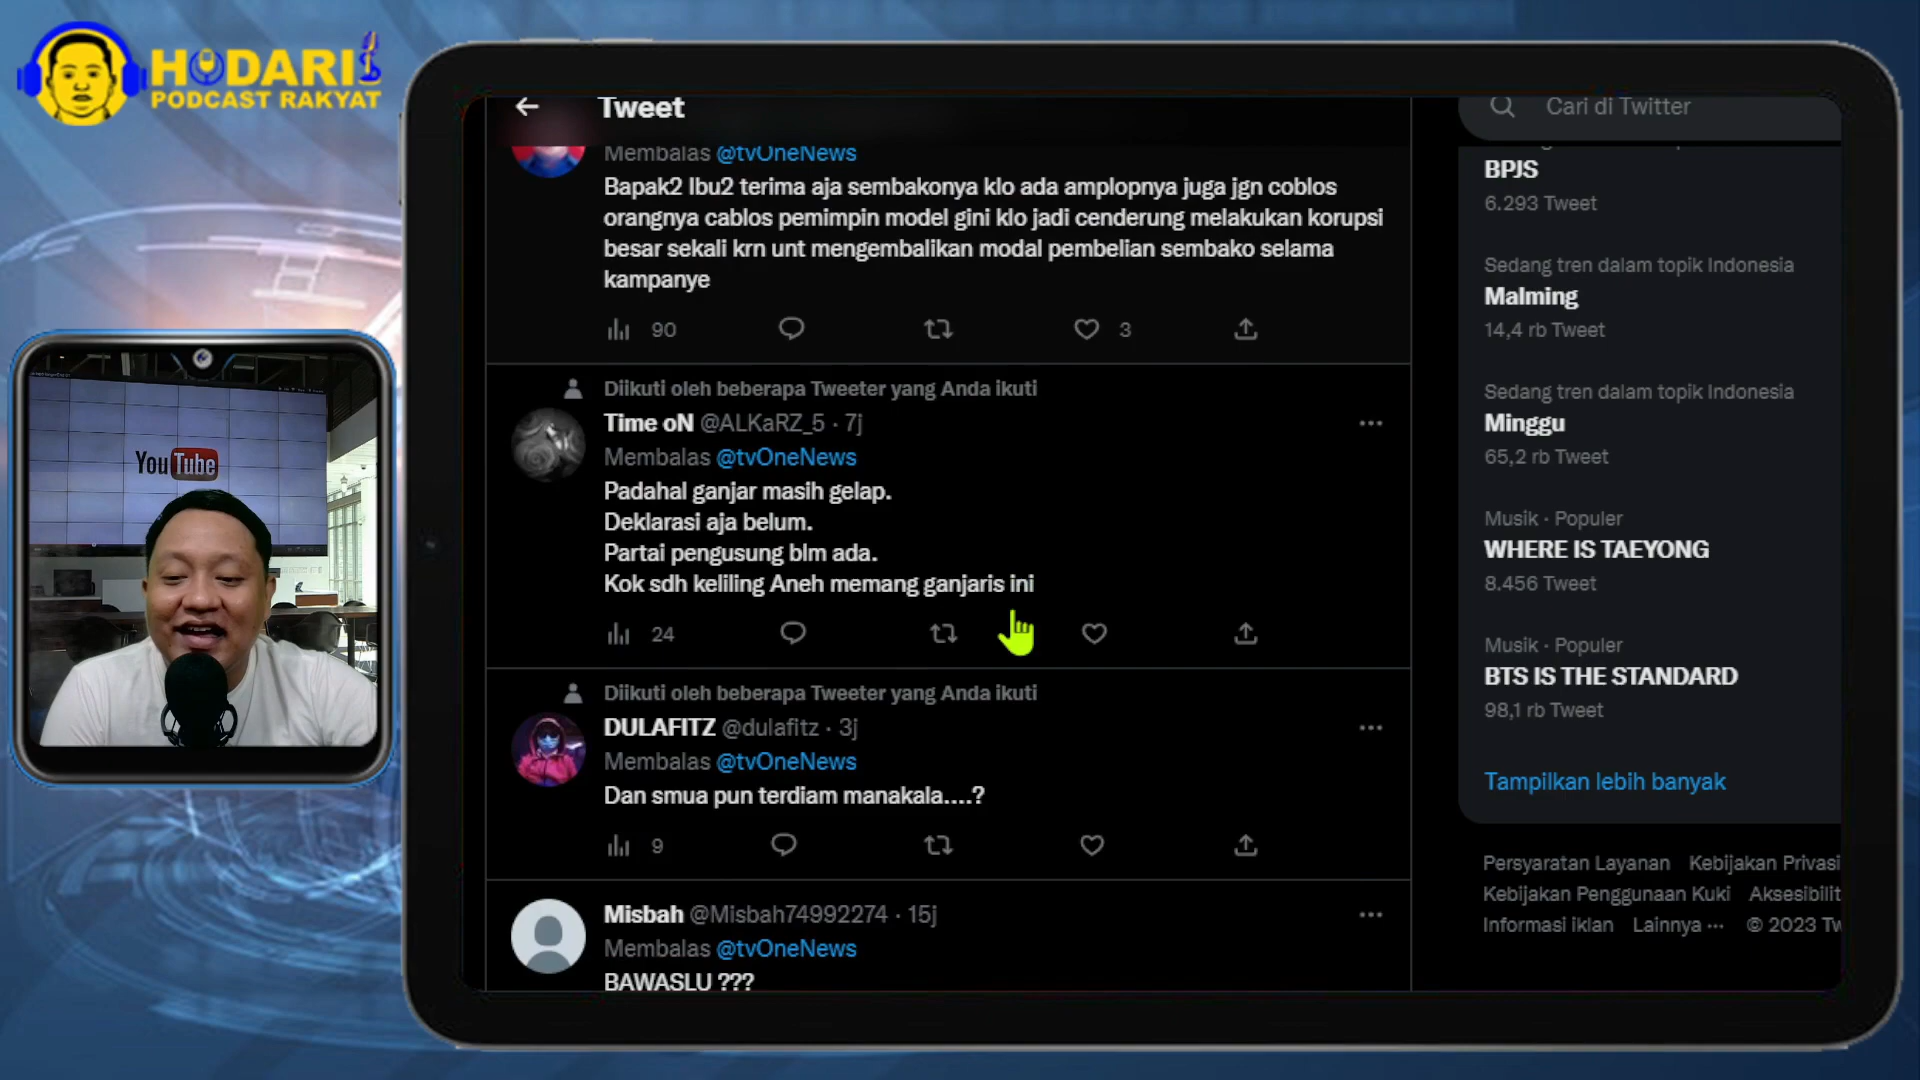 HODARI
PODCAST RAKYAT
YouTube
Tweet
Cari di Twitter
Membalas @tvOneNews
Bapak2 Ibu2 terima aja sembakonya klo ada amplopnya juga jgn coblos
orangnya cablos pemimpin model gini klo jadi cenderung melakukan korupsi
besar sekali krn unt mengembalikan modal pembelian sembako selama
kampanye
90
3
Diikuti oleh beberapa Tweeter yang Anda ikuti
Time oN @ALKaRZ_5 · 7j
Membalas @tvOneNews
Padahal ganjar masih gelap.
Deklarasi aja belum.
Partai pengusung blm ada.
Kok sdh keliling Aneh memang ganjaris ini
24
Diikuti oleh beberapa Tweeter yang Anda ikuti
DULAFITZ @dulafitz · 3j
Membalas @tvOneNews
Dan smua pun terdiam manakala....?
9
Misbah @Misbah74992274 · 15j
Membalas @tvOneNews
BAWASLU ???
BPJS
6.293 Tweet
Sedang tren dalam topik Indonesia
Malming
14,4 rb Tweet
Sedang tren dalam topik Indonesia
Minggu
65,2 rb Tweet
Musik · Populer
WHERE IS TAEYONG
8.456 Tweet
Musik · Populer
BTS IS THE STANDARD
98,1 rb Tweet
Tampilkan lebih banyak
Persyaratan Layanan Kebijakan Privasi
Kebijakan Penggunaan Kuki Aksesibilit
Informasi iklan Lainnya ··· © 2023 Tw